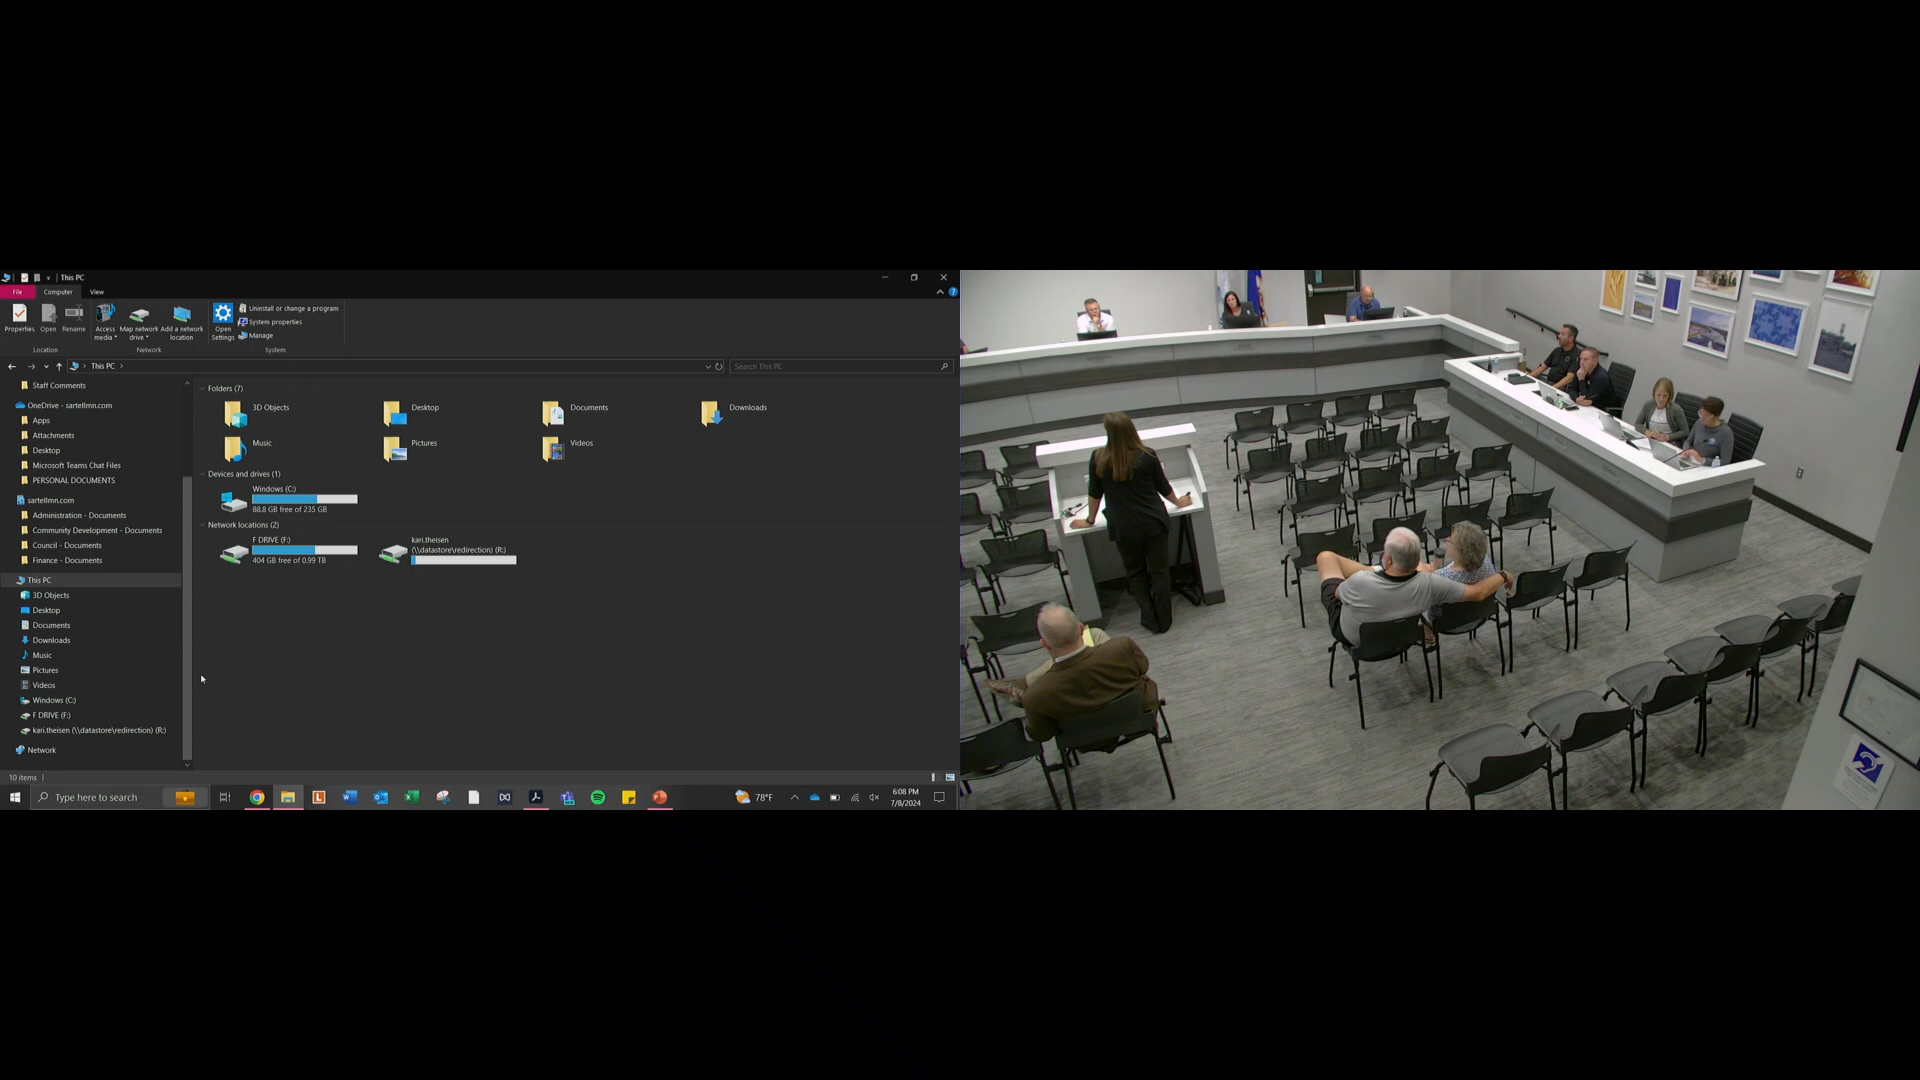 This PC
File
Computer
View
Properties
Open
Rename
Access media
Map network drive
Add a network location
Open Settings
Uninstall or change a program
System properties
Manage
Location
Network
System
This PC
Search This PC
Staff Comments
OneDrive - sartellmn.com
Apps
Attachments
Desktop
Microsoft Teams Chat Files
PERSONAL DOCUMENTS
sartellmn.com
Administration - Documents
Community Development - Documents
Council - Documents
Finance - Documents
This PC
3D Objects
Desktop
Documents
Downloads
Music
Pictures
Videos
Windows (C:)
F DRIVE (F:)
kari.theisen (\\datastore\redirection) (R:)
Network
Folders (7)
3D Objects
Desktop
Documents
Downloads
Music
Pictures
Videos
Devices and drives (1)
Windows (C:)
88.8 GB free of 235 GB
Network locations (2)
F DRIVE (F:)
404 GB free of 0.99 TB
kari.theisen
(\\datastore\redirection) (R:)
10 items
Type here to search
78°F
6:08 PM
7/8/2024